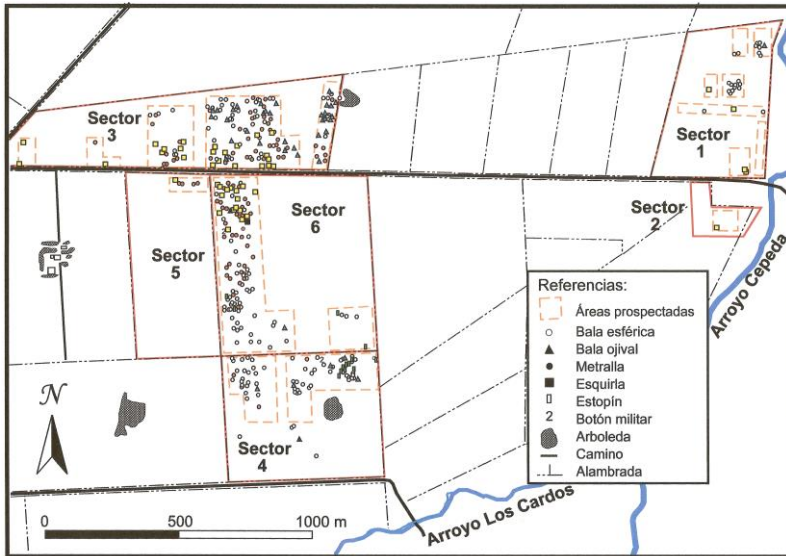 Sector
3
Sector
1
Sector
2
Sector
6
Sector
5
Sector
4
Arroyo Cepeda
Arroyo Los Cardos
N
0 500 1000 m
Referencias:
Áreas prospectadas
Bala esférica
Bala ojival
Metralla
Esquirla
Estopín
2 Botón militar
Arboleda
Camino
Alambrada